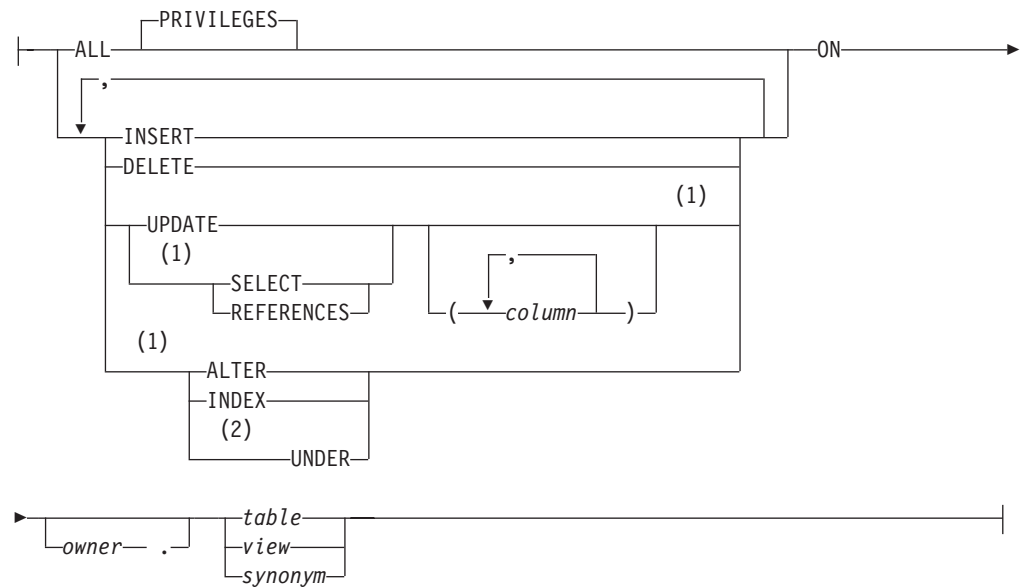 PRIVILEGES
ALL ON
,
INSERT
DELETE
(1)
UPDATE
(1)
,
SELECT
REFERENCES
( column )
(1)
ALTER
INDEX
(2)
UNDER
table
owner . view
synonym